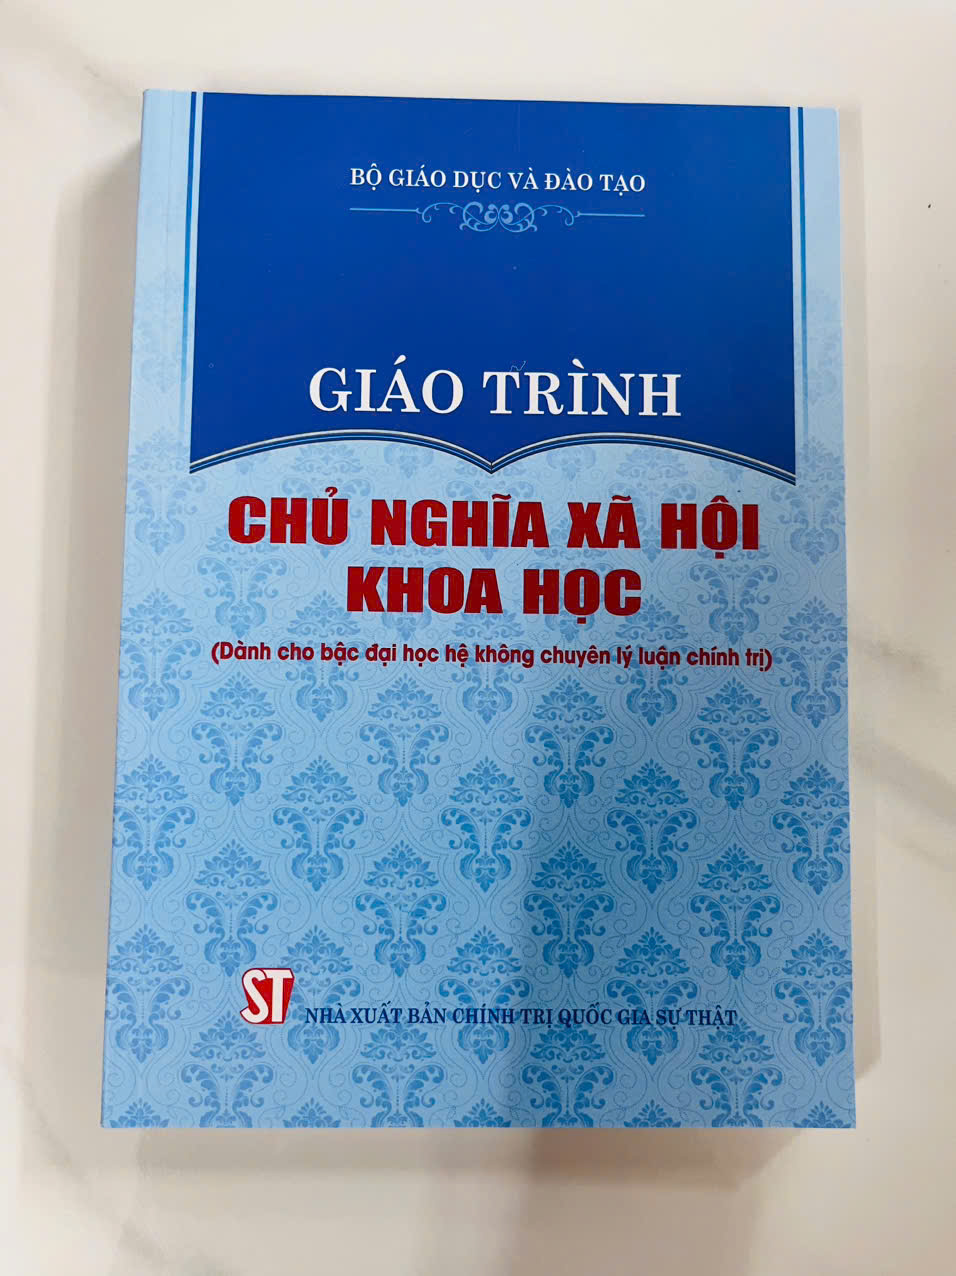 BỘ GIÁO DỤC VÀ ĐÀO TẠO
GIÁO TRÌNH
CHỦ NGHĨA XÃ HỘI
KHOA HỌC
(Dành cho bậc đại học hệ không chuyên lý luận chính trị)
ST
NHÀ XUẤT BẢN CHÍNH TRỊ QUỐC GIA SỰ THẬT